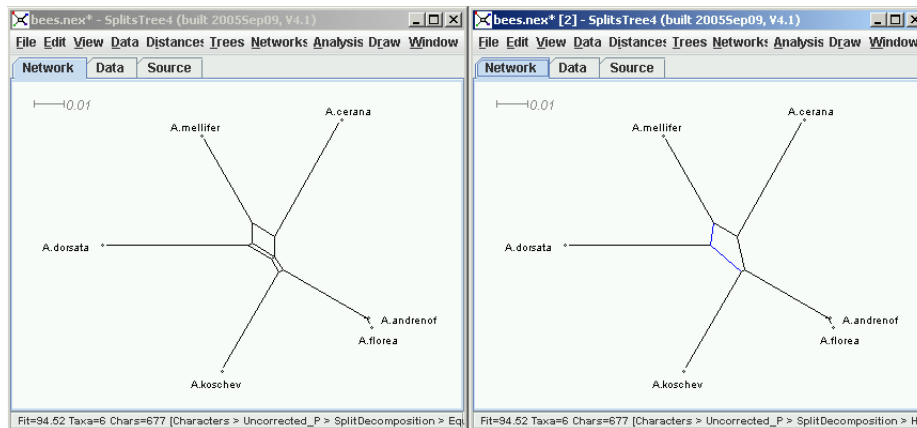 bees.nex* - SplitsTree4 (built 2005Sep09, V4.1)
File Edit View Data Distances Trees Networks Analysis Draw Window
Network Data Source
0.01
A.cerana
A.mellifer
A.dorsata
A.andrenof
A.florea
A.koschev
Fit=94.52 Taxa=6 Chars=677 [Characters > Uncorrected_P > SplitDecomposition > Equ
bees.nex* [2] - SplitsTree4 (built 2005Sep09, V4.1)
File Edit View Data Distances Trees Networks Analysis Draw Window
Network Data Source
0.01
A.cerana
A.mellifer
A.dorsata
A.andrenof
A.florea
A.koschev
Fit=94.52 Taxa=6 Chars=677 [Characters > Uncorrected_P > SplitDecomposition > H